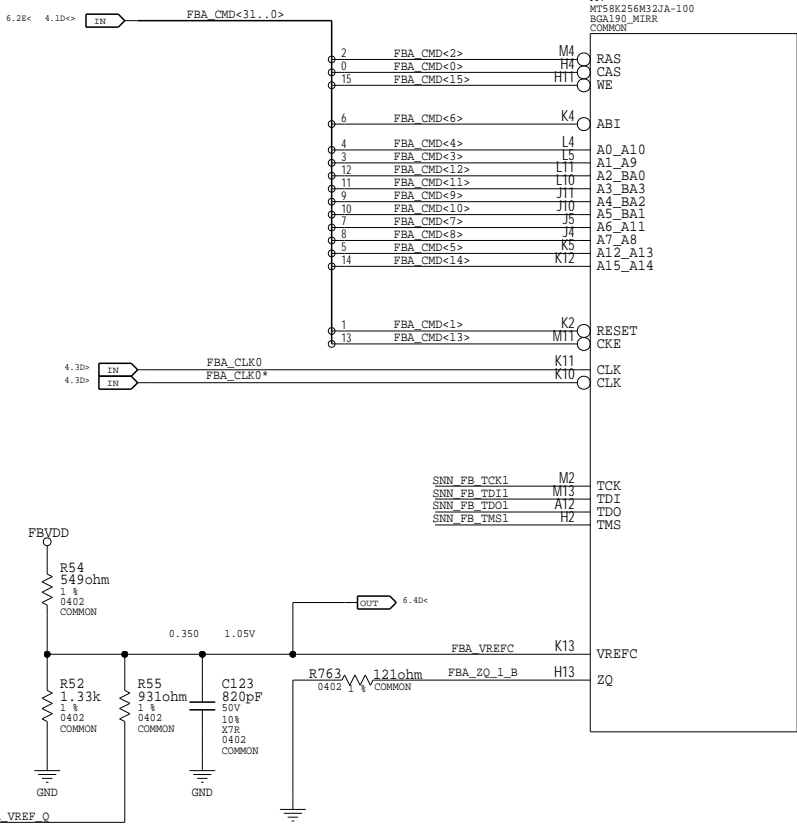 MT58K256M32JA-100
BGA190_MIRR
COMMON
6.2E< 4.1D<> IN FBA_CMD<31..0>
2 FBA_CMD<2> M4 RAS
0 FBA_CMD<0> H4 CAS
15 FBA_CMD<15> H11 WE
6 FBA_CMD<6> K4 ABI
4 FBA_CMD<4> L4 A0_A10
3 FBA_CMD<3> L5 A1_A9
12 FBA_CMD<12> L11 A2_BA0
11 FBA_CMD<11> L10 A3_BA3
9 FBA_CMD<9> J11 A4_BA2
10 FBA_CMD<10> J10 A5_BA1
7 FBA_CMD<7> J5 A6_A11
8 FBA_CMD<8> J4 A7_A8
5 FBA_CMD<5> K5 A12_A13
14 FBA_CMD<14> K12 A15_A14
1 FBA_CMD<1> K2 RESET
13 FBA_CMD<13> M11 CKE
4.3D> IN FBA_CLK0 K11 CLK
4.3D> IN FBA_CLK0* K10 CLK
SNN_FB_TCK1 M2 TCK
SNN_FB_TDI1 M13 TDI
SNN_FB_TDO1 A12 TDO
SNN_FB_TMS1 H2 TMS
FBVDD
R54
549ohm
1 %
0402
COMMON
OUT 6.4D<
0.350 1.05V
FBA_VREFC K13 VREFC
R763 121ohm FBA_ZQ_1_B H13 ZQ
0402 1 % COMMON
R52
1.33k
1 %
0402
COMMON
R55
931ohm
1 %
0402
COMMON
C123
820pF
50V
10%
X7R
0402
COMMON
GND
GND
_VREF_Q